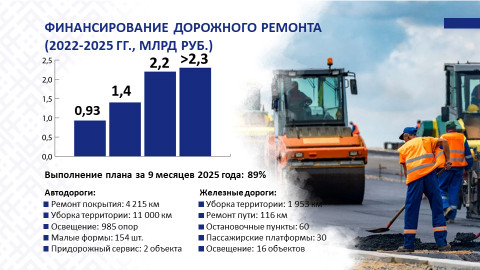 ФИНАНСИРОВАНИЕ ДОРОЖНОГО РЕМОНТА
(2022-2025 ГГ., МЛРД РУБ.)
2,5
2,0
1,5
1,0
0,5
0,0
0,93
1,4
2,2
>2,3
Выполнение плана за 9 месяцев 2025 года: 89%
Автодороги:
Ремонт покрытия: 4 215 км
Уборка территории: 11 000 км
Освещение: 985 опор
Малые формы: 154 шт.
Придорожный сервис: 2 объекта
Железные дороги:
Уборка территории: 1 953 км
Ремонт пути: 116 км
Остановочные пункты: 60
Пассажирские платформы: 30
Освещение: 16 объектов